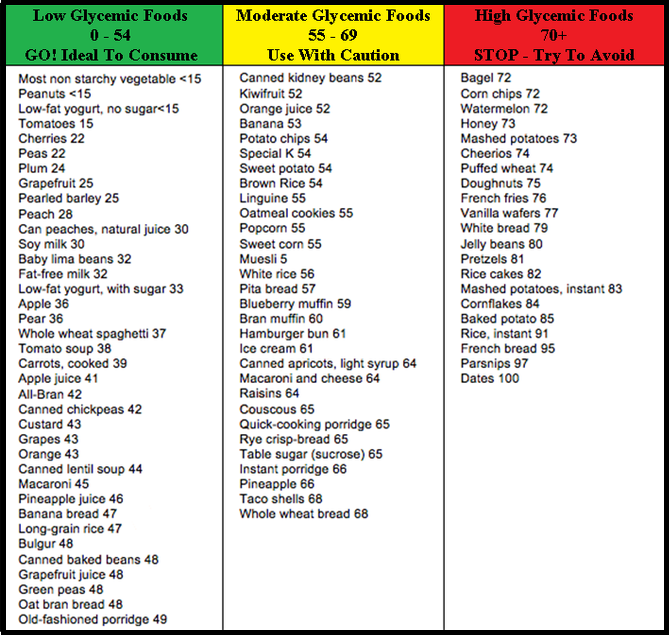 Low Glycemic Foods
0 - 54
GO! Ideal To Consume
Most non starchy vegetable <15
Peanuts <15
Low-fat yogurt, no sugar<15
Tomatoes 15
Cherries 22
Peas 22
Plum 24
Grapefruit 25
Pearled barley 25
Peach 28
Can peaches, natural juice 30
Soy milk 30
Baby lima beans 32
Fat-free milk 32
Low-fat yogurt, with sugar 33
Apple 36
Pear 36
Whole wheat spaghetti 37
Tomato soup 38
Carrots, cooked 39
Apple juice 41
All-Bran 42
Canned chickpeas 42
Custard 43
Grapes 43
Orange 43
Canned lentil soup 44
Macaroni 45
Pineapple juice 46
Banana bread 47
Long-grain rice 47
Bulgur 48
Canned baked beans 48
Grapefruit juice 48
Green peas 48
Oat bran bread 48
Old-fashioned porridge 49
Moderate Glycemic Foods
55 - 69
Use With Caution
Canned kidney beans 52
Kiwifruit 52
Orange juice 52
Banana 53
Potato chips 54
Special K 54
Sweet potato 54
Brown Rice 54
Linguine 55
Oatmeal cookies 55
Popcorn 55
Sweet corn 55
Muesli 5
White rice 56
Pita bread 57
Blueberry muffin 59
Bran muffin 60
Hamburger bun 61
Ice cream 61
Canned apricots, light syrup 64
Macaroni and cheese 64
Raisins 64
Couscous 65
Quick-cooking porridge 65
Rye crisp-bread 65
Table sugar (sucrose) 65
Instant porridge 66
Pineapple 66
Taco shells 68
Whole wheat bread 68
High Glycemic Foods
70+
STOP - Try To Avoid
Bagel 72
Corn chips 72
Watermelon 72
Honey 73
Mashed potatoes 73
Cheerios 74
Puffed wheat 74
Doughnuts 75
French fries 76
Vanilla wafers 77
White bread 79
Jelly beans 80
Pretzels 81
Rice cakes 82
Mashed potatoes, instant 83
Cornflakes 84
Baked potato 85
Rice, instant 91
French bread 95
Parsnips 97
Dates 100